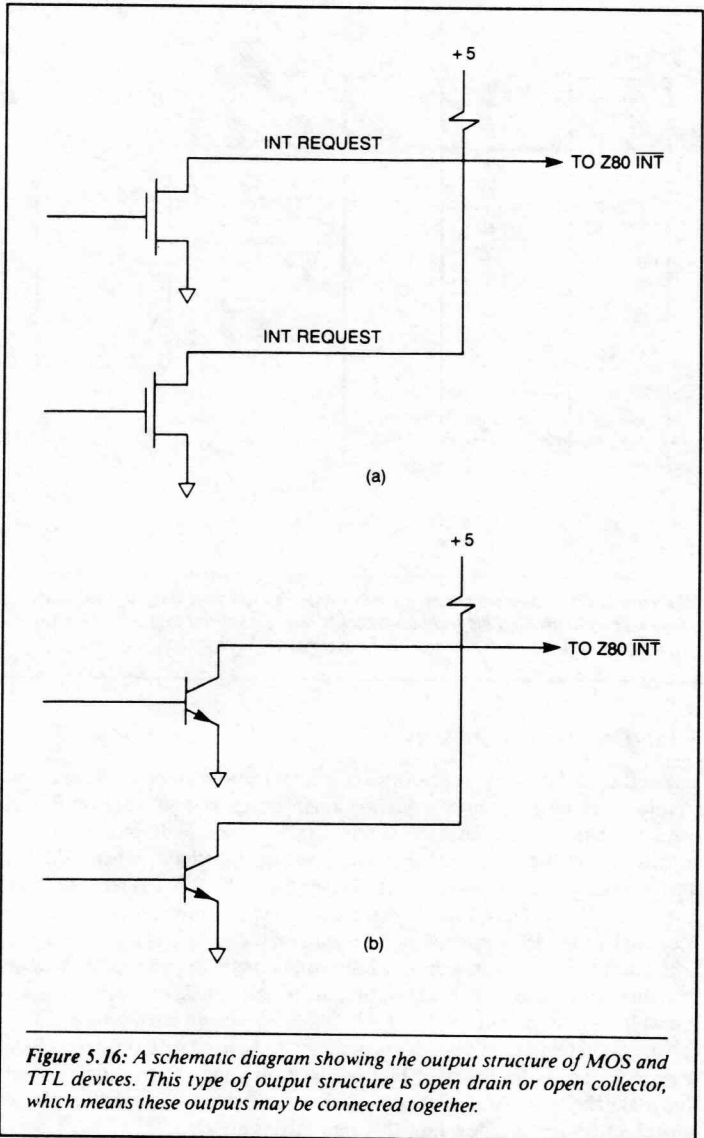 +5
INT REQUEST
TO Z80 I̅N̅T̅
INT REQUEST
(a)
+5
TO Z80 I̅N̅T̅
(b)
Figure 5.16: A schematic diagram showing the output structure of MOS and
TTL devices. This type of output structure is open drain or open collector,
which means these outputs may be connected together.